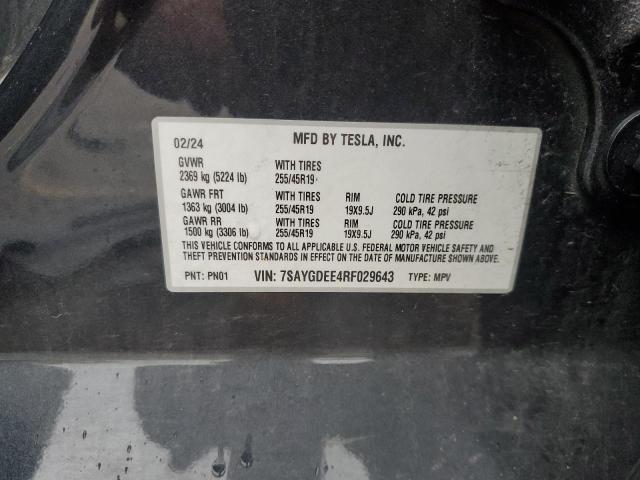 02/24 MFD BY TESLA, INC.
GVWR WITH TIRES
2369 kg (5224 lb) 255/45R19
GAWR FRT WITH TIRES RIM COLD TIRE PRESSURE
1363 kg (3004 lb) 255/45R19 19X9.5J 290 kPa, 42 psi
GAWR RR WITH TIRES RIM COLD TIRE PRESSURE
1500 kg (3306 lb) 255/45R19 19X9.5J 290 kPa, 42 psi
THIS VEHICLE CONFORMS TO ALL APPLICABLE U.S. FEDERAL MOTOR VEHICLE SAFETY AND
THEFT PREVENTION STANDARDS IN EFFECT ON THE DATE OF MANUFACTURE SHOWN ABOVE.
PNT: PN01 VIN: 7SAYGDEE4RF029643 TYPE: MPV